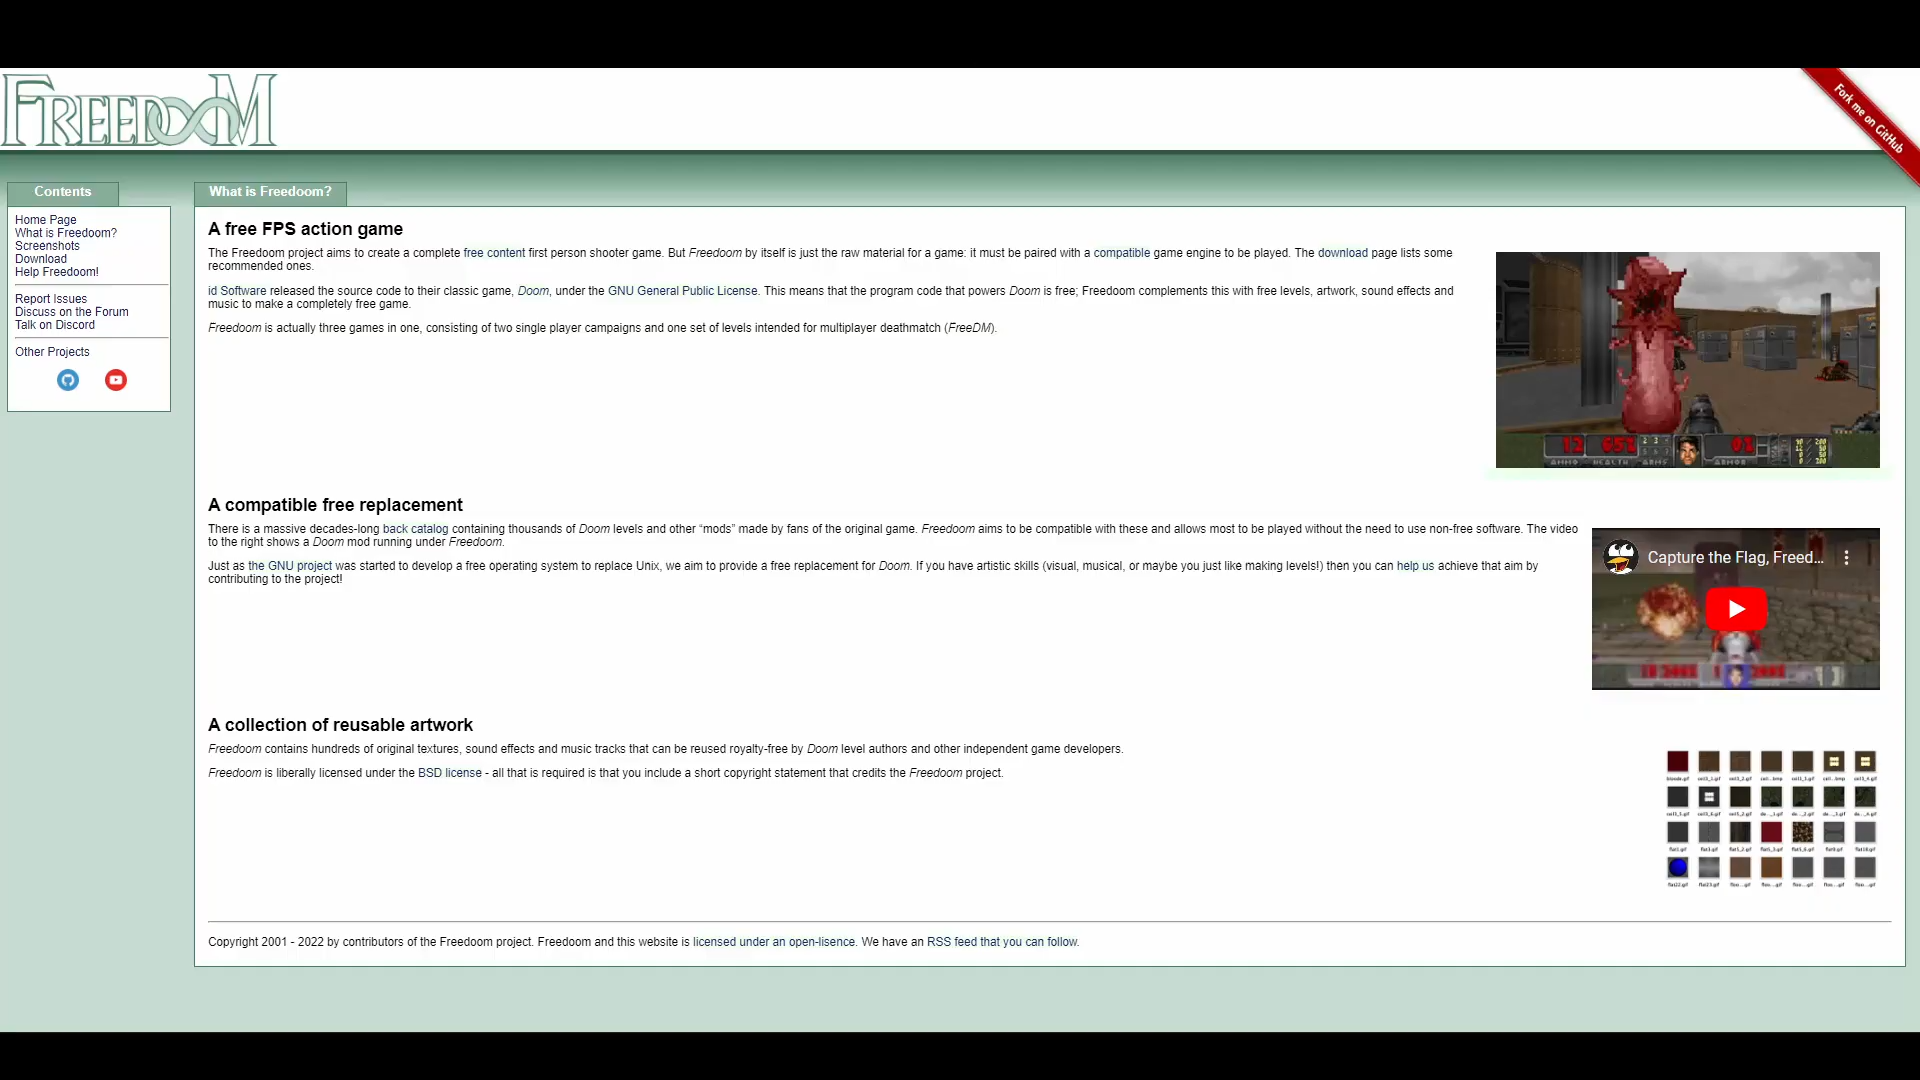 FREEDOOM
Fork me on GitHub
Contents
Home Page
What is Freedoom?
Screenshots
Download
Help Freedoom!
Report Issues
Discuss on the Forum
Talk on Discord
Other Projects
What is Freedoom?
A free FPS action game
The Freedoom project aims to create a complete free content first person shooter game. But Freedoom by itself is just the raw material for a game: it must be paired with a compatible game engine to be played. The download page lists some
recommended ones.
id Software released the source code to their classic game, Doom, under the GNU General Public License. This means that the program code that powers Doom is free; Freedoom complements this with free levels, artwork, sound effects and
music to make a completely free game.
Freedoom is actually three games in one, consisting of two single player campaigns and one set of levels intended for multiplayer deathmatch (FreeDM).
12 65% 0%
AMMO HEALTH ARMS ARMOR
A compatible free replacement
There is a massive decades-long back catalog containing thousands of Doom levels and other “mods” made by fans of the original game. Freedoom aims to be compatible with these and allows most to be played without the need to use non-free software. The video
to the right shows a Doom mod running under Freedoom.
Just as the GNU project was started to develop a free operating system to replace Unix, we aim to provide a free replacement for Doom. If you have artistic skills (visual, musical, or maybe you just like making levels!) then you can help us achieve that aim by
contributing to the project!
Capture the Flag, Freed...
A collection of reusable artwork
Freedoom contains hundreds of original textures, sound effects and music tracks that can be reused royalty-free by Doom level authors and other independent game developers.
Freedoom is liberally licensed under the BSD license - all that is required is that you include a short copyright statement that credits the Freedoom project.
Copyright 2001 - 2022 by contributors of the Freedoom project. Freedoom and this website is licensed under an open-lisence. We have an RSS feed that you can follow.